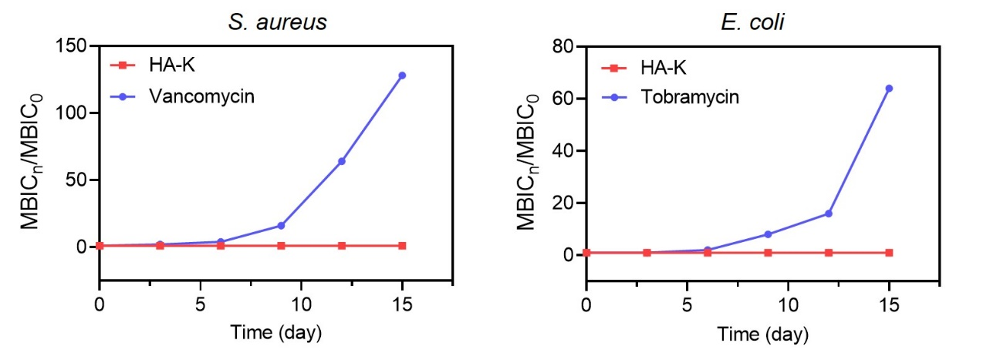 S. aureus
150
100
50
0
HA-K
Vancomycin
MBICₙ/MBIC₀
0 5 10 15
Time (day)
E. coli
80
60
40
20
0
HA-K
Tobramycin
MBICₙ/MBIC₀
0 5 10 15
Time (day)